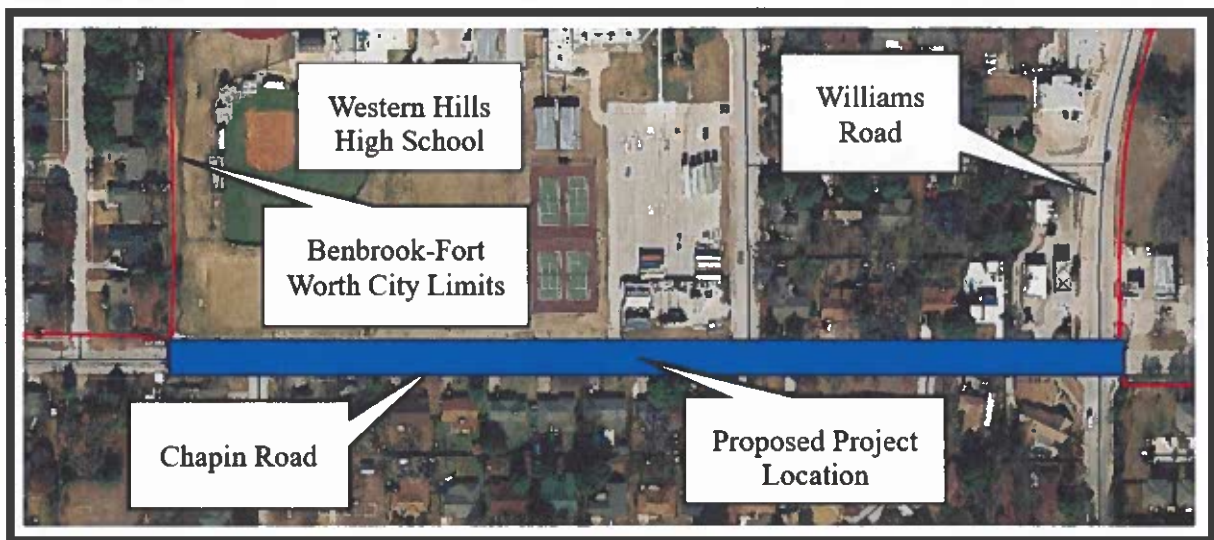 Western Hills
High School
Williams
Road
Benbrook-Fort
Worth City Limits
Chapin Road
Proposed Project
Location